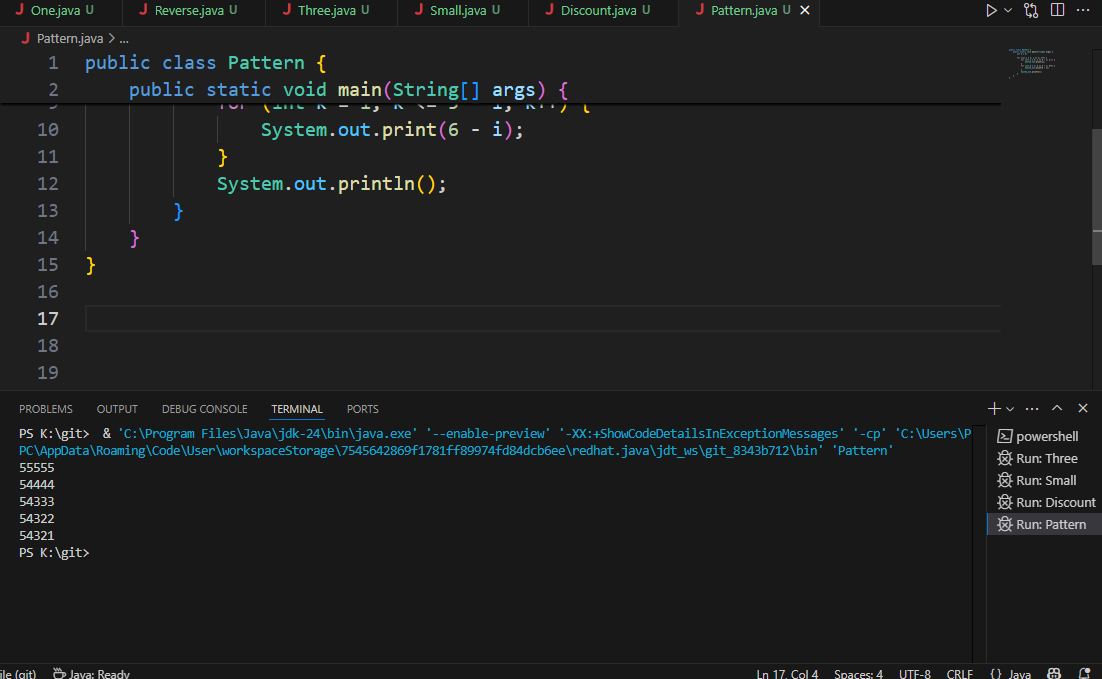 One.java U Reverse.java U Three.java U Small.java U Discount.java U Pattern.java U
Pattern.java > ...
1 public class Pattern {
2 public static void main(String[] args) {
10 System.out.print(6 - i);
11 }
12 System.out.println();
13 }
14 }
15 }
16
17
18
19
PROBLEMS OUTPUT DEBUG CONSOLE TERMINAL PORTS
PS K:\git> & 'C:\Program Files\Java\jdk-24\bin\java.exe' '--enable-preview' '-XX:+ShowCodeDetailsInExceptionMessages' '-cp' 'C:\Users\P
PC\AppData\Roaming\Code\User\workspaceStorage\7545642869f1781ff89974fd84dcb6ee\redhat.java\jdt_ws\git_8343b712\bin' 'Pattern'
55555
54444
54333
54322
54321
PS K:\git>
powershell
Run: Three
Run: Small
Run: Discount
Run: Pattern
ile (git) Java: Ready Ln 17, Col 4 Spaces: 4 UTF-8 CRLF {} Java